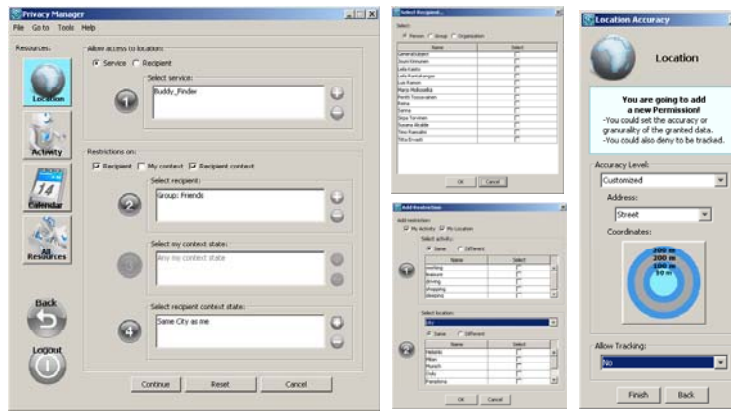 Privacy Manager
File Go to Tools Help
Resources:
Location
Activity
Calendar
All Resources
Back
Logout
Allow access to location:
Service Recipient
Select service:
1
Buddy_Finder
Restrictions on:
Recipient My context Recipient context
Select recipient:
2
Group: Friends
Select my context state:
3
Any my context state
Select recipient context state:
4
Same City as me
Continue Reset Cancel
Select Recipient...
Select:
Person Group Organisation
Name Select
OK Cancel
Add Restriction
Add restriction:
My Activity My Location
Select activity:
1
Same Different
Name Select
working
leisure
driving
shopping
sleeping
Select location:
City
2
Same Different
Name Select
Helsinki
Milan
Munich
Oulu
Pamplona
OK Cancel
Location Accuracy
Location
You are going to add
a new Permission!
-You could set the accuracy or
granurality of the granted data.
-You could also deny to be tracked.
Accuracy Level:
Customized
Address:
Street
Coordinates:
300 m
200 m
100 m
50 m
Allow Tracking:
No
Finish Back